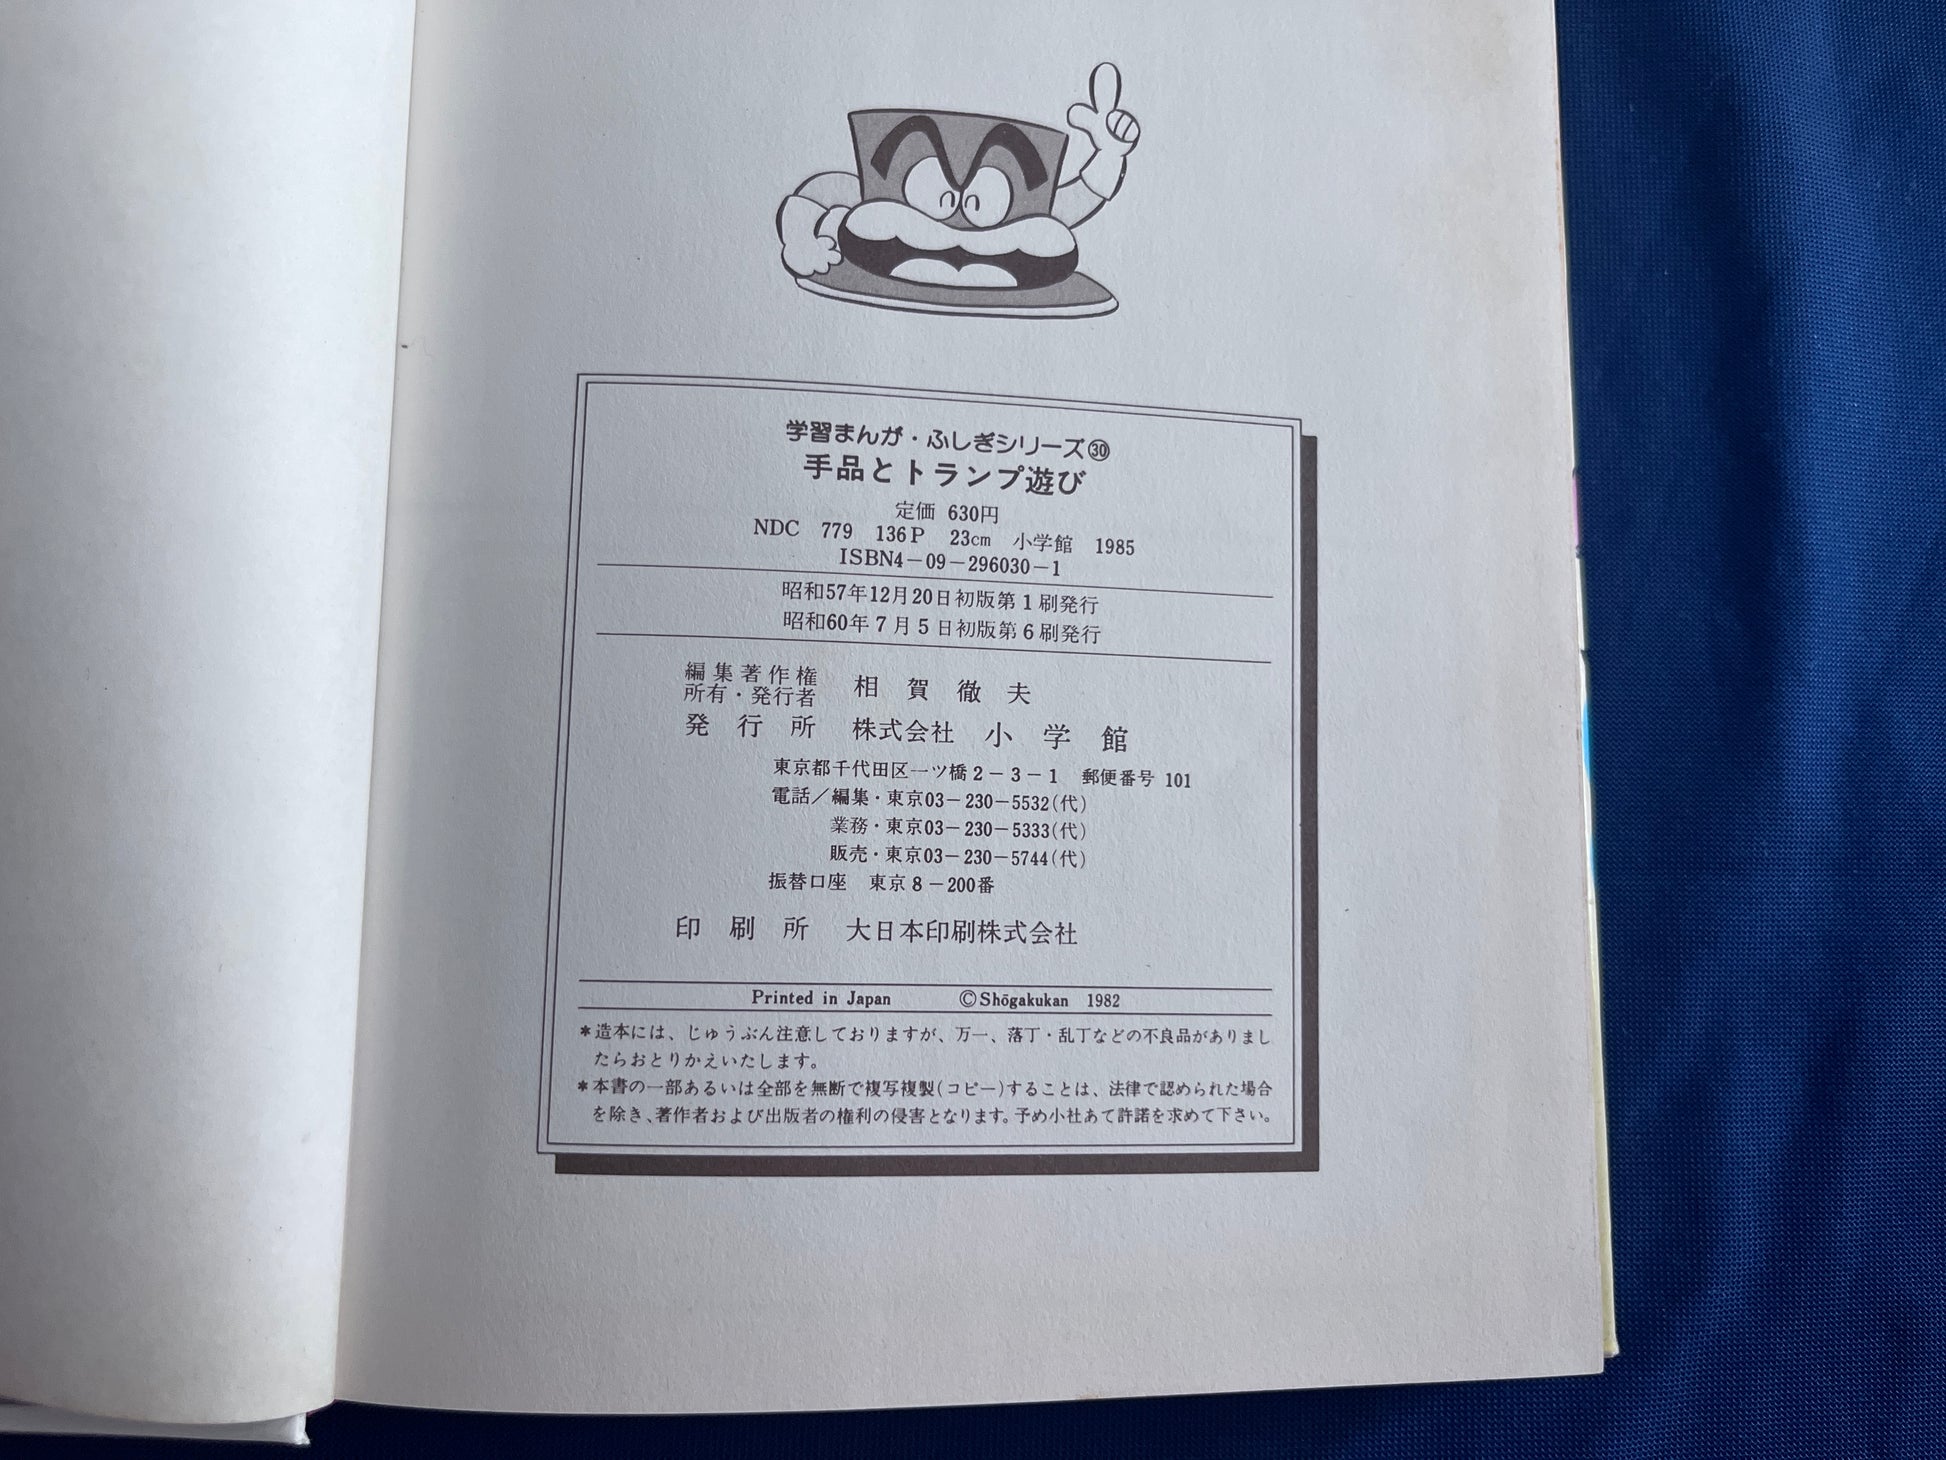 学習まんが・ふしぎシリーズ㉚
手品とトランプ遊び
定価 630円
NDC 779 136P 23cm 小学館 1985
ISBN4-09-296030-1
昭和57年12月20日初版第1刷発行
昭和60年7月5日初版第6刷発行
編集著作権
所有・発行者 相賀徹夫
発行所 株式会社 小学館
東京都千代田区一ツ橋2-3-1 郵便番号 101
電話/編集・東京03-230-5532(代)
業務・東京03-230-5333(代)
販売・東京03-230-5744(代)
振替口座 東京8-200番
印刷所 大日本印刷株式会社
Printed in Japan ©Shōgakukan 1982
*造本には、じゅうぶん注意しておりますが、万一、落丁・乱丁などの不良品がありまし
たらおとりかえいたします。
*本書の一部あるいは全部を無断で複写複製(コピー)することは、法律で認められた場合
を除き、著作者および出版者の権利の侵害となります。予め小社あて許諾を求めて下さい。